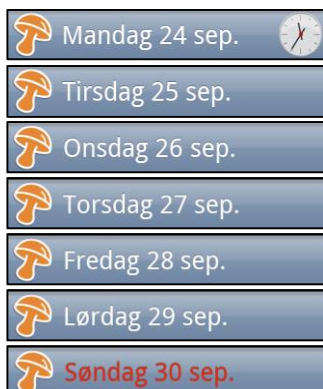 Mandag 24 sep.
Tirsdag 25 sep.
Onsdag 26 sep.
Torsdag 27 sep.
Fredag 28 sep.
Lørdag 29 sep.
Søndag 30 sep.